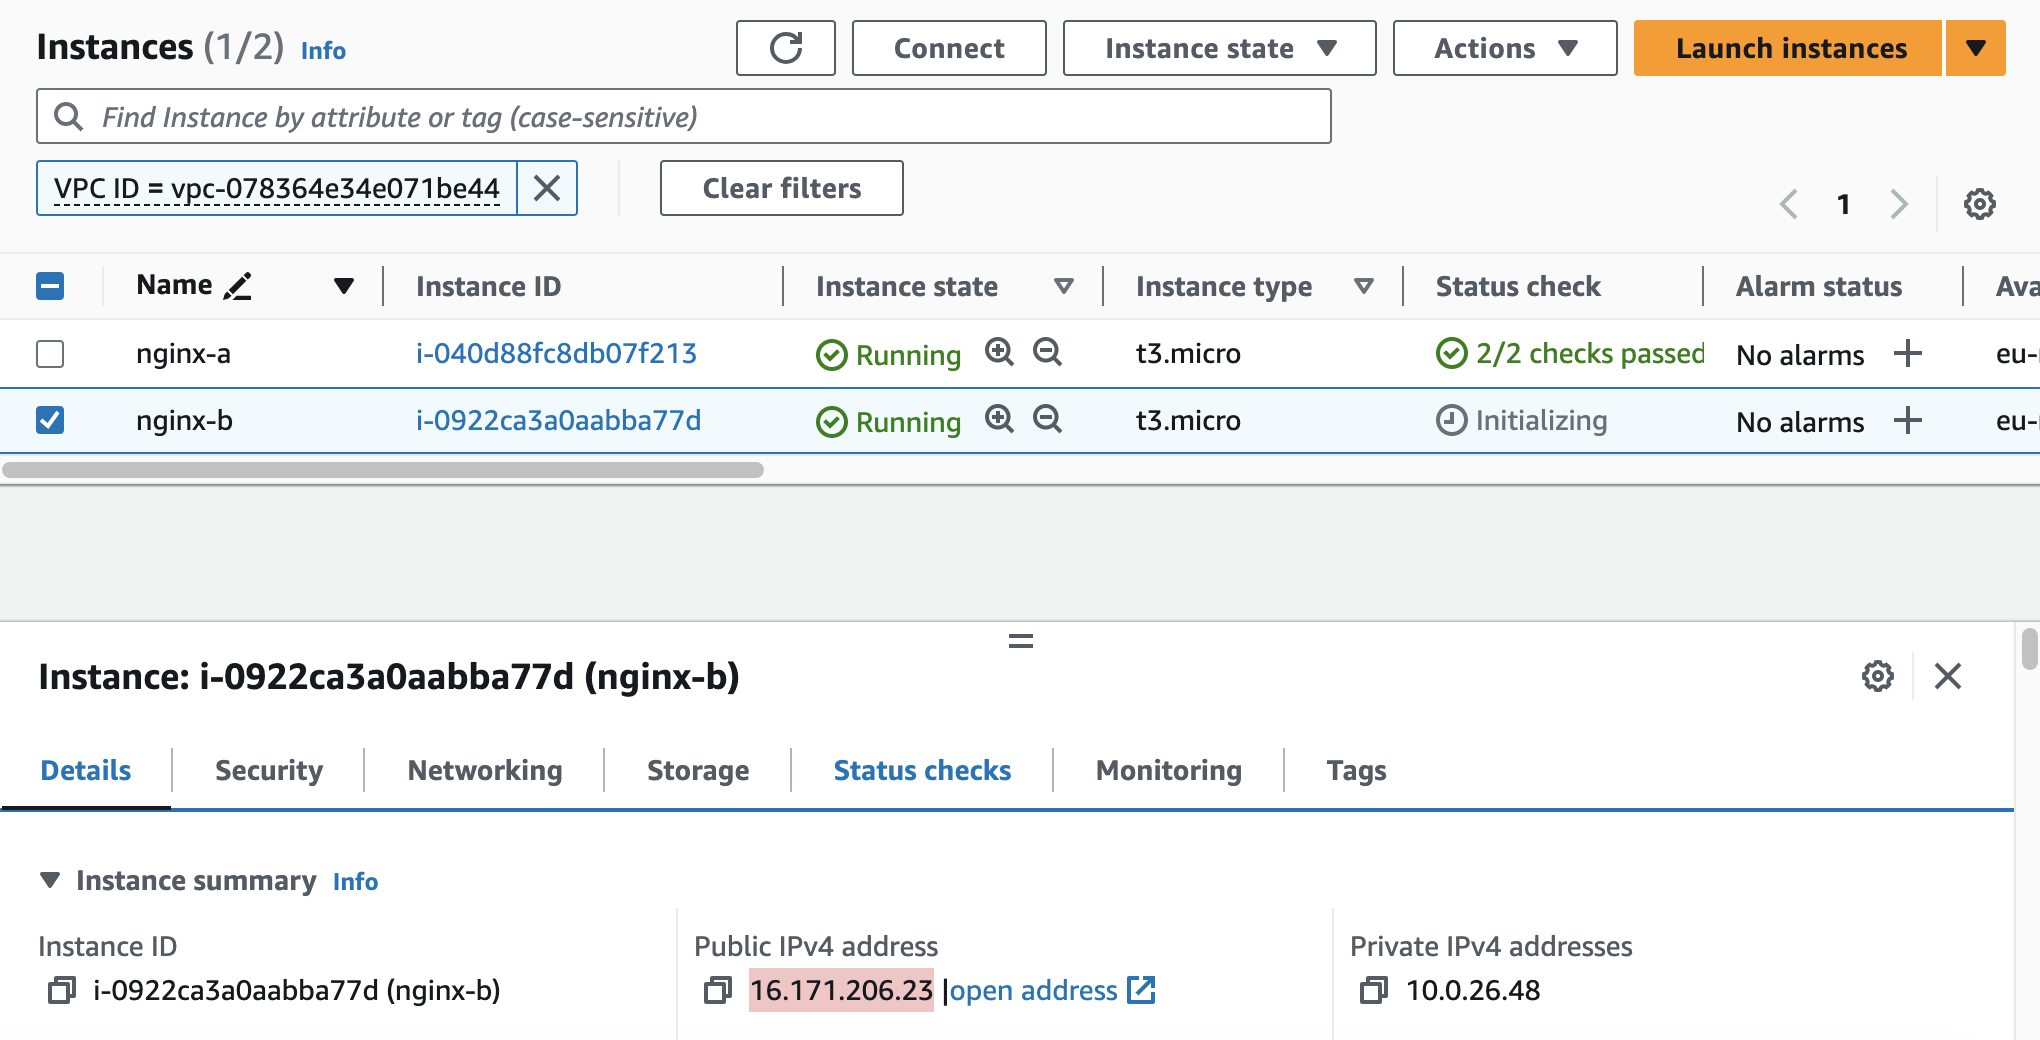 Instances (1/2) Info
Connect
Instance state
Actions
Launch instances
Find Instance by attribute or tag (case-sensitive)
VPC ID = vpc-078364e34e071be44
Clear filters
1
Name Instance ID Instance state Instance type Status check Alarm status Ava
nginx-a i-040d88fc8db07f213 Running t3.micro 2/2 checks passed No alarms eu-
nginx-b i-0922ca3a0aabba77d Running t3.micro Initializing No alarms eu-
Instance: i-0922ca3a0aabba77d (nginx-b)
Details Security Networking Storage Status checks Monitoring Tags
Instance summary Info
Instance ID
i-0922ca3a0aabba77d (nginx-b)
Public IPv4 address
16.171.206.23 |open address
Private IPv4 addresses
10.0.26.48